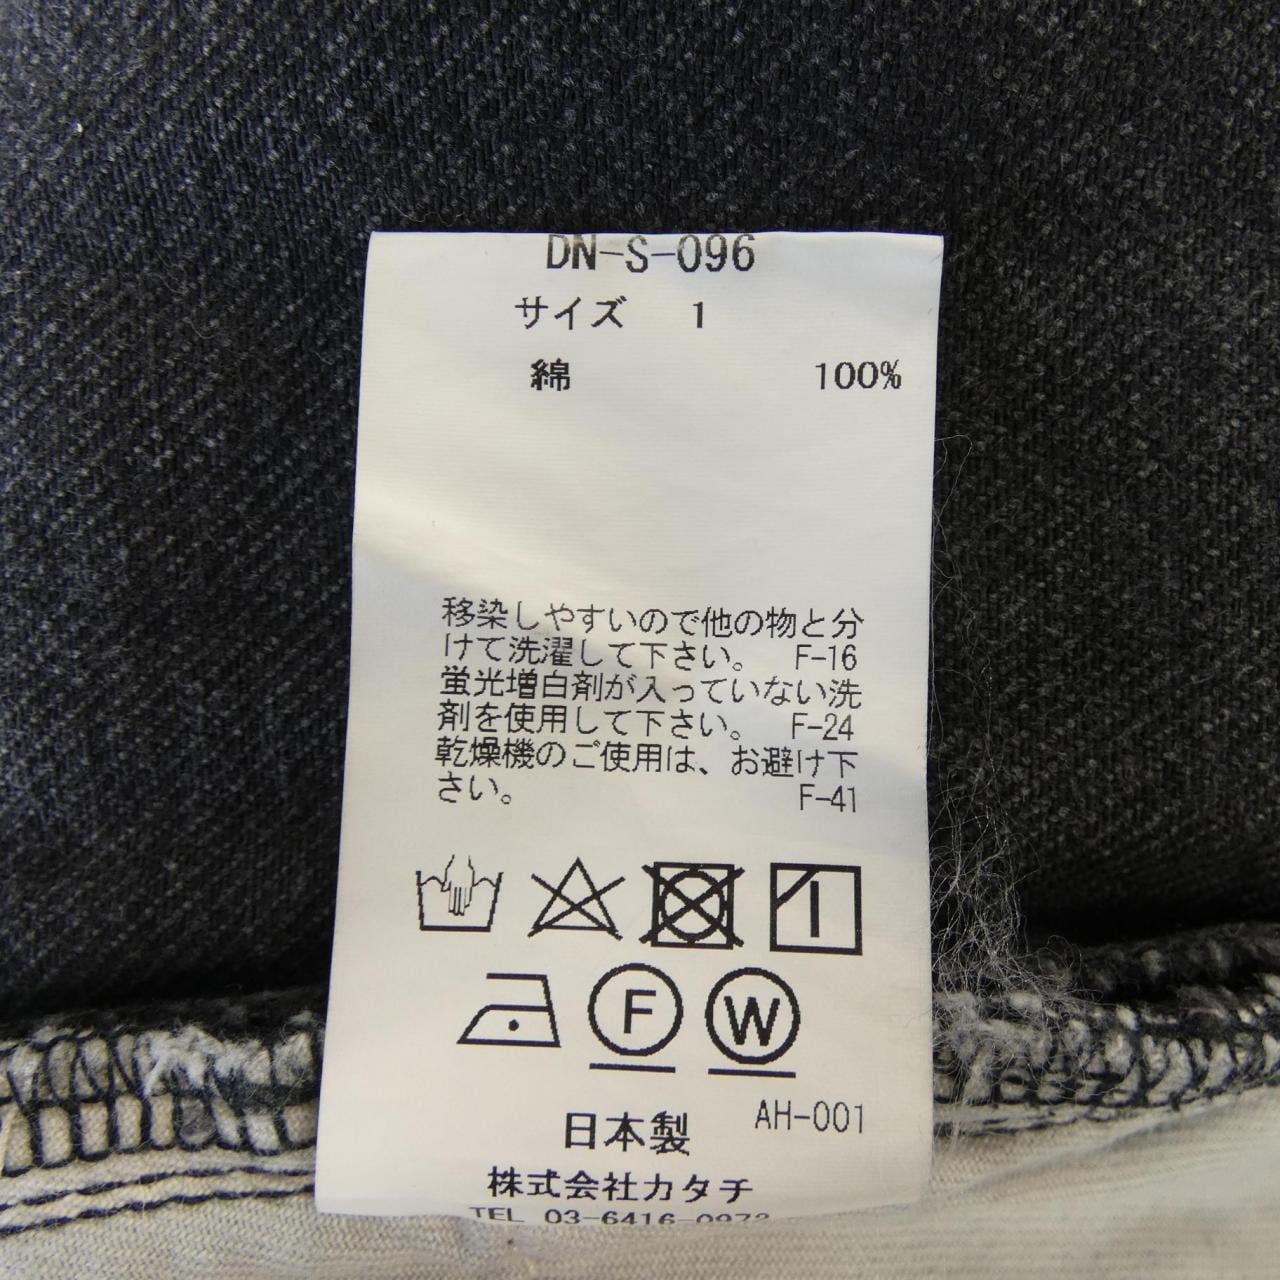 DN-S-096
サイズ 1
綿 100%
移染しやすいので他の物と分
けて洗濯して下さい。 F-16
蛍光増白剤が入っていない洗
剤を使用して下さい。 F-24
乾燥機のご使用は、お避け下
さい。 F-41
F W
日本製 AH-001
株式会社カタチ
TEL 03-6416-0973